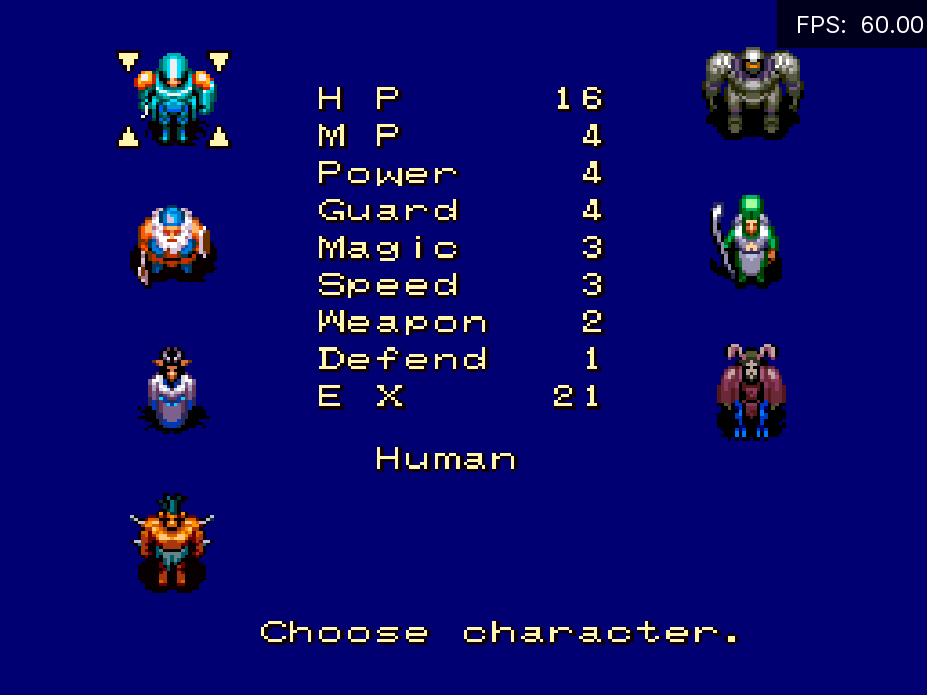 FPS: 60.00
H P 16
M P 4
Power 4
Guard 4
Magic 3
Speed 3
Weapon 2
Defend 1
E X 21
Human
Choose character.